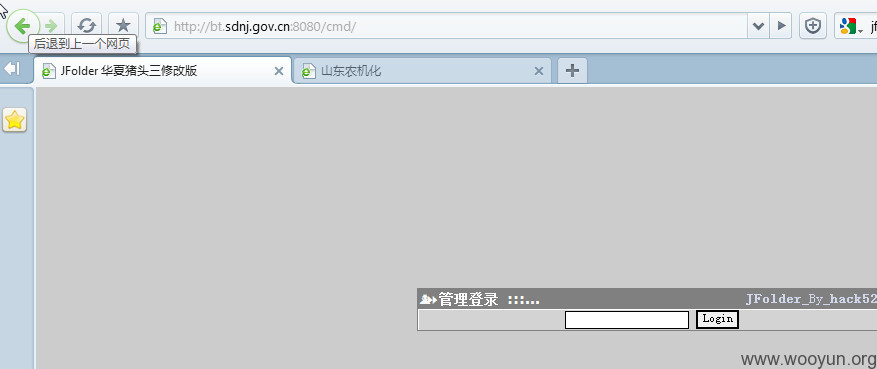 http://bt.sdnj.gov.cn:8080/cmd/
jf
后退到上一个网页
JFolder 华夏猪头三修改版
山东农机化
管理登录 :::...
JFolder_By_hack52
Login
www.wooyun.org